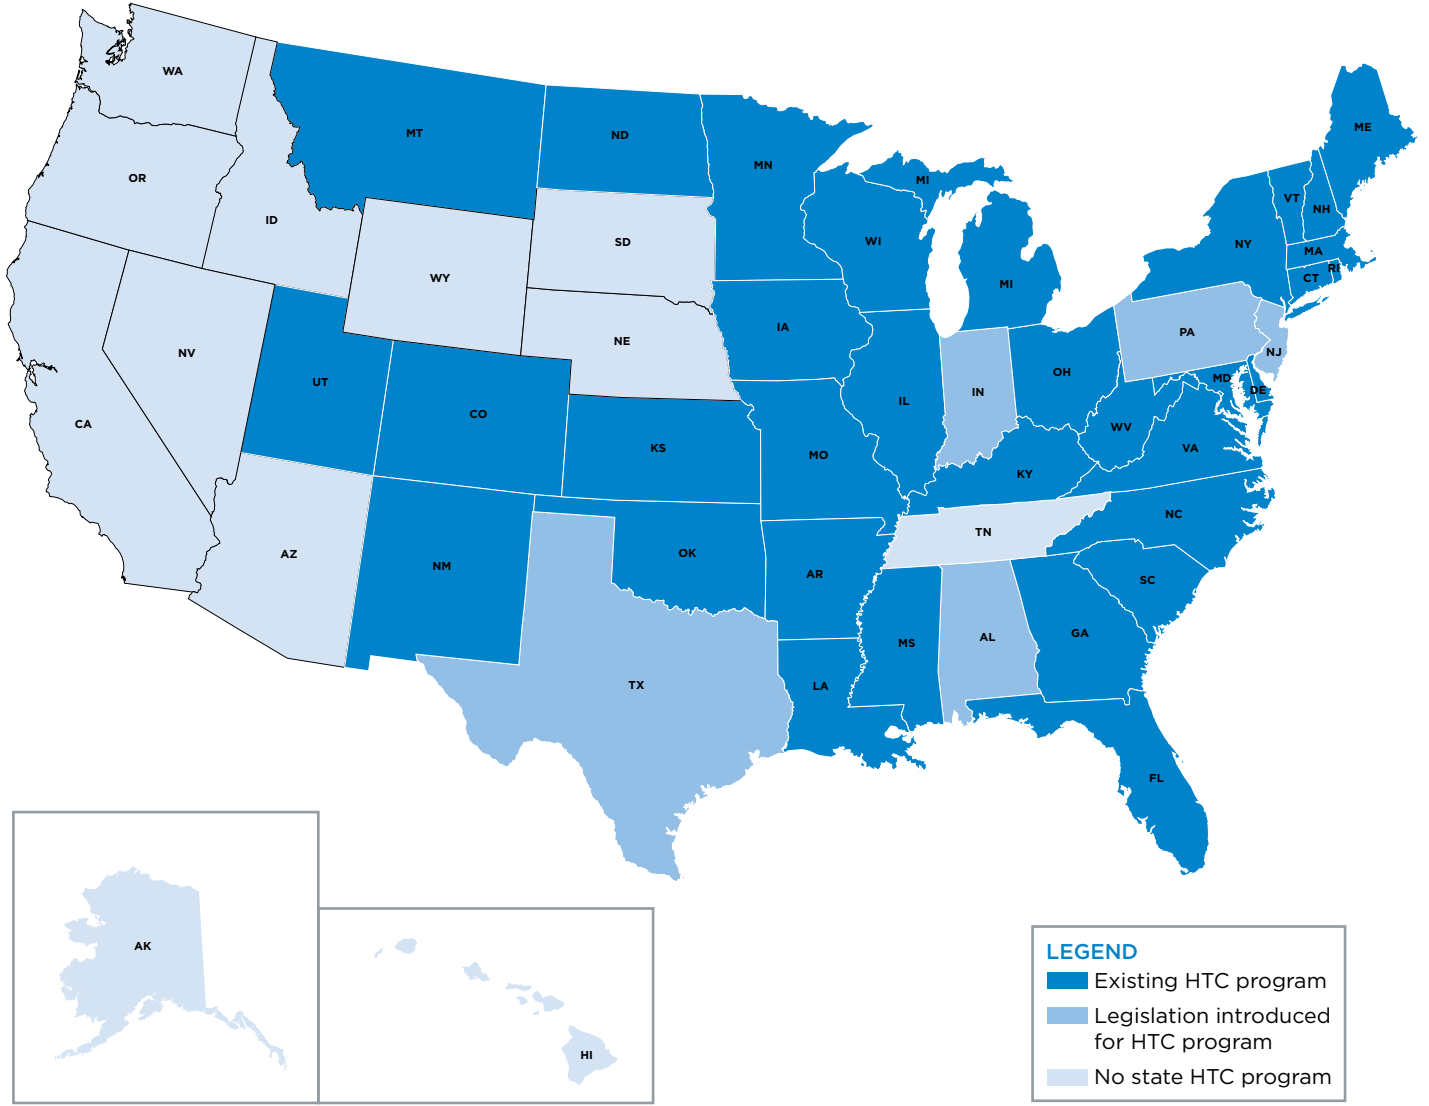 WA
MT
ND
MN
ME
OR
MI
ID
VT
NH
SD
WI
NY
MA
RI
WY
MI
CT
IA
PA
NE
NV
NJ
UT
OH
MD
CO
IN
DE
IL
CA
WV
KS
MO
VA
KY
NC
TN
AZ
OK
NM
AR
SC
GA
AL
MS
TX
LA
FL
AK
HI
LEGEND
Existing HTC program
Legislation introduced
for HTC program
No state HTC program